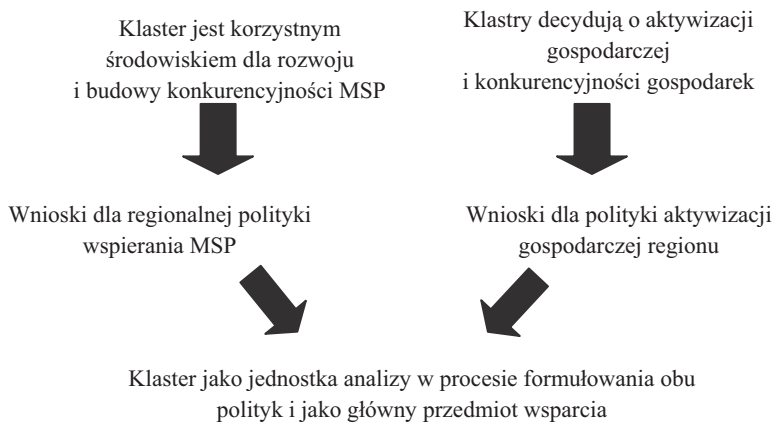 Klaster jest korzystnym
środowiskiem dla rozwoju
i budowy konkurencyjności MSP
Klastry decydują o aktywizacji
gospodarczej
i konkurencyjności gospodarek
Wnioski dla regionalnej polityki
wspierania MSP
Wnioski dla polityki aktywizacji
gospodarczej regionu
Klaster jako jednostka analizy w procesie formułowania obu
polityk i jako główny przedmiot wsparcia